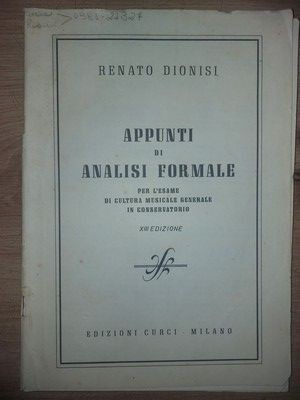 RENATO DIONISI
APPUNTI
DI
ANALISI FORMALE
PER L'ESAME
DI CULTURA MUSICALE GENERALE
IN CONSERVATORIO
XIII EDIZIONE
EDIZIONI CURCI - MILANO